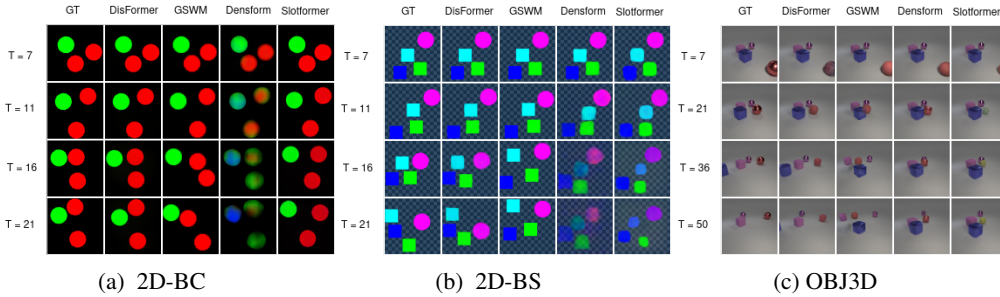 GT DisFormer GSWM Densform Slotformer
T = 7
T = 11
T = 16
T = 21
(a) 2D-BC
GT DisFormer GSWM Densform Slotformer
T = 7
T = 11
T = 16
T = 21
(b) 2D-BS
GT DisFormer GSWM Densform Slotformer
T = 7
T = 21
T = 36
T = 50
(c) OBJ3D